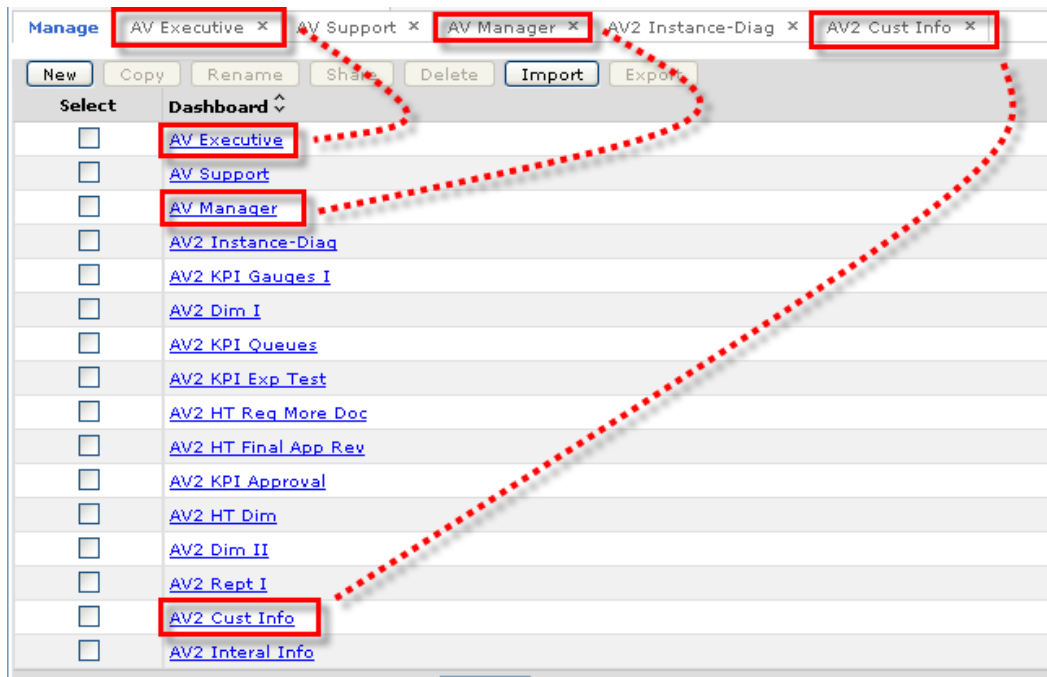 Manage AV Executive × AV Support × AV Manager × AV2 Instance-Diag × AV2 Cust Info ×
New Copy Rename Share Delete Import Export
Select Dashboard
AV Executive
AV Support
AV Manager
AV2 Instance-Diag
AV2 KPI Gauges I
AV2 Dim I
AV2 KPI Queues
AV2 KPI Exp Test
AV2 HT Req More Doc
AV2 HT Final App Rev
AV2 KPI Approval
AV2 HT Dim
AV2 Dim II
AV2 Rept I
AV2 Cust Info
AV2 Interal Info